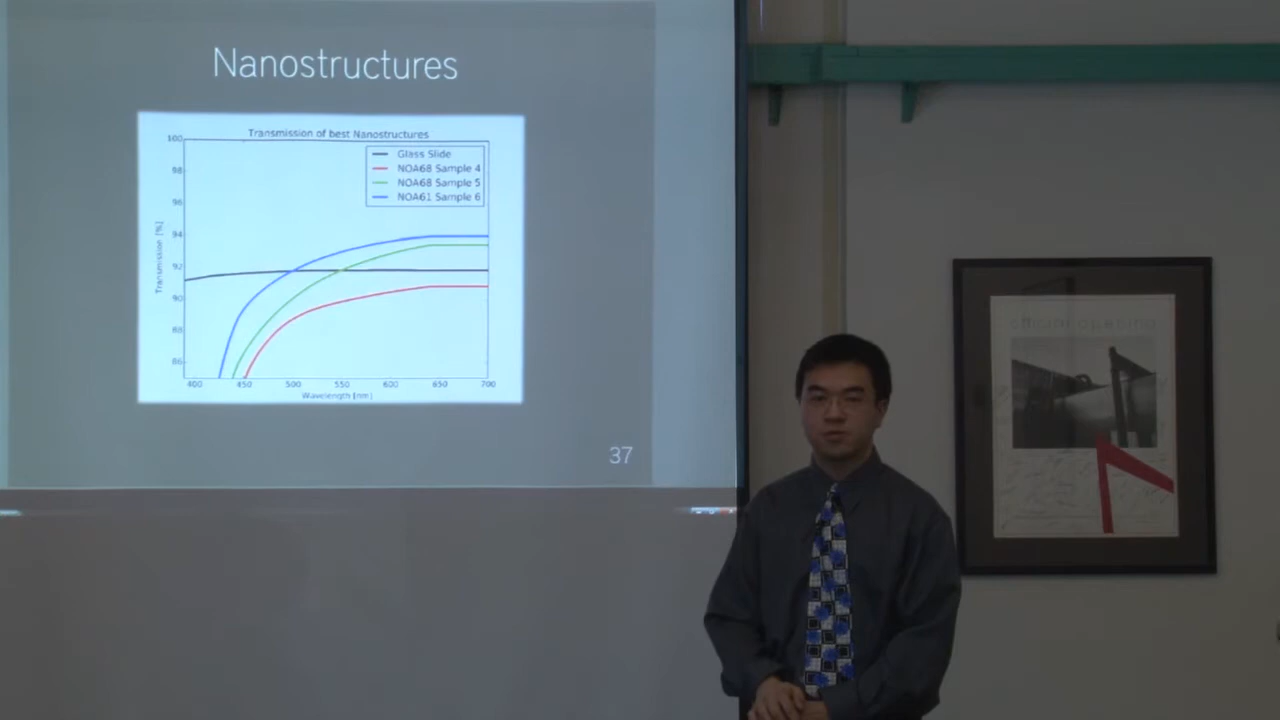 Nanostructures
Transmission of best Nanostructures
Glass Slide
NOA68 Sample 4
NOA68 Sample 5
NOA61 Sample 6
Transmission [%]
100
98
96
94
92
90
88
86
400 450 500 550 600 650 700
Wavelength [nm]
37